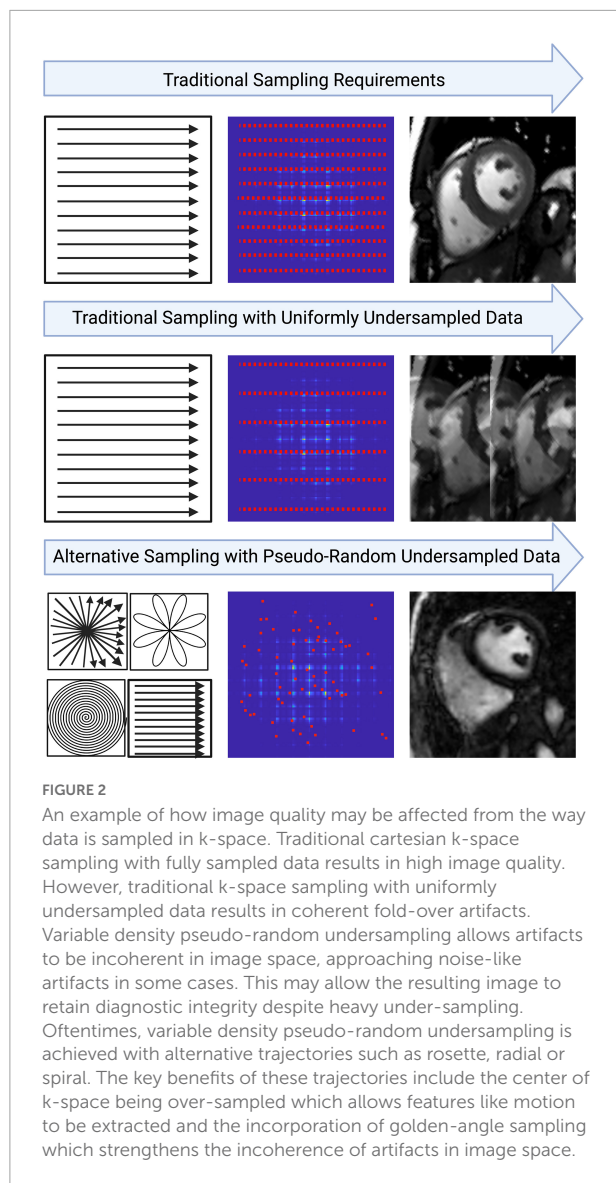 Traditional Sampling Requirements
Traditional Sampling with Uniformly Undersampled Data
Alternative Sampling with Pseudo-Random Undersampled Data
FIGURE 2
An example of how image quality may be affected from the way
data is sampled in k-space. Traditional cartesian k-space
sampling with fully sampled data results in high image quality.
However, traditional k-space sampling with uniformly
undersampled data results in coherent fold-over artifacts.
Variable density pseudo-random undersampling allows artifacts
to be incoherent in image space, approaching noise-like
artifacts in some cases. This may allow the resulting image to
retain diagnostic integrity despite heavy under-sampling.
Oftentimes, variable density pseudo-random undersampling is
achieved with alternative trajectories such as rosette, radial or
spiral. The key benefits of these trajectories include the center of
k-space being over-sampled which allows features like motion
to be extracted and the incorporation of golden-angle sampling
which strengthens the incoherence of artifacts in image space.